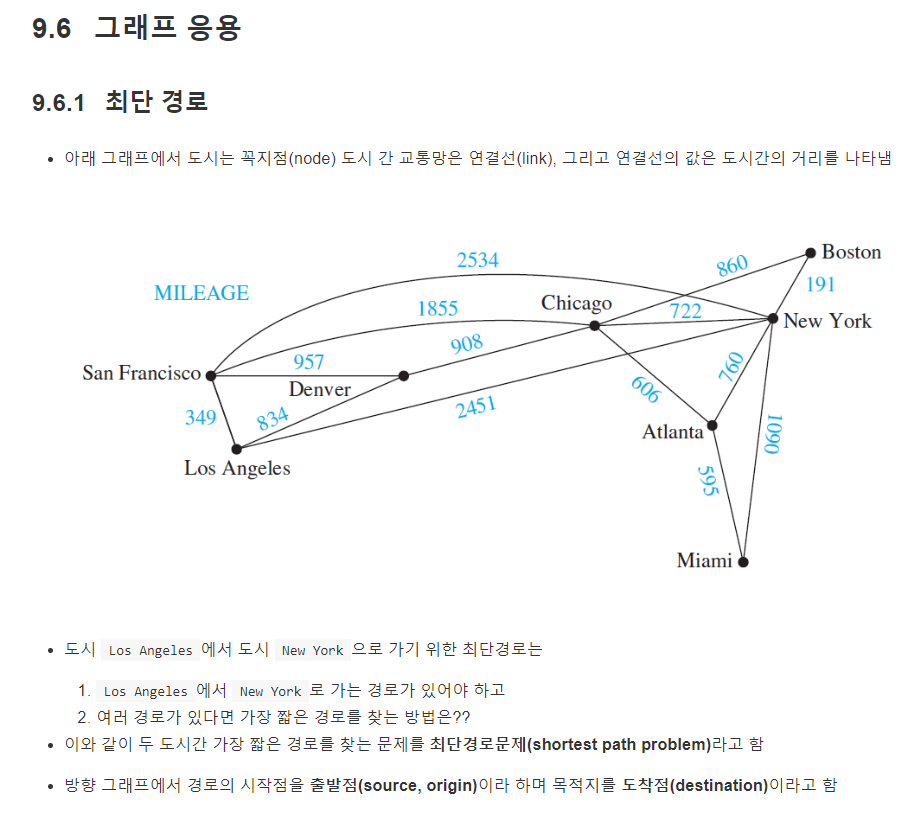 9.6 그래프 응용
9.6.1 최단 경로
• 아래 그래프에서 도시는 꼭지점(node) 도시 간 교통망은 연결선(link), 그리고 연결선의 값은 도시간의 거리를 나타냄
MILEAGE
2534
860
Boston
191
1855
Chicago
722
New York
908
957
San Francisco
Denver
760
606
349
834
2451
Atlanta
1090
Los Angeles
595
Miami
• 도시 Los Angeles 에서 도시 New York 으로 가기 위한 최단경로는
1. Los Angeles 에서 New York 로 가는 경로가 있어야 하고
2. 여러 경로가 있다면 가장 짧은 경로를 찾는 방법은??
• 이와 같이 두 도시간 가장 짧은 경로를 찾는 문제를 최단경로문제(shortest path problem)라고 함
• 방향 그래프에서 경로의 시작점을 출발점(source, origin)이라 하며 목적지를 도착점(destination)이라고 함